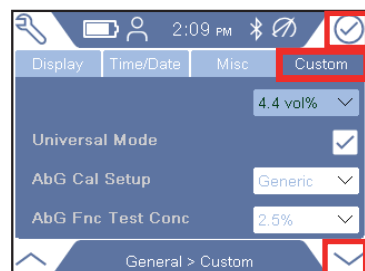 2:09 PM
Display Time/Date Misc Custom
4.4 vol%
Universal Mode
AbG Cal Setup Generic
AbG Fnc Test Conc 2.5%
General > Custom